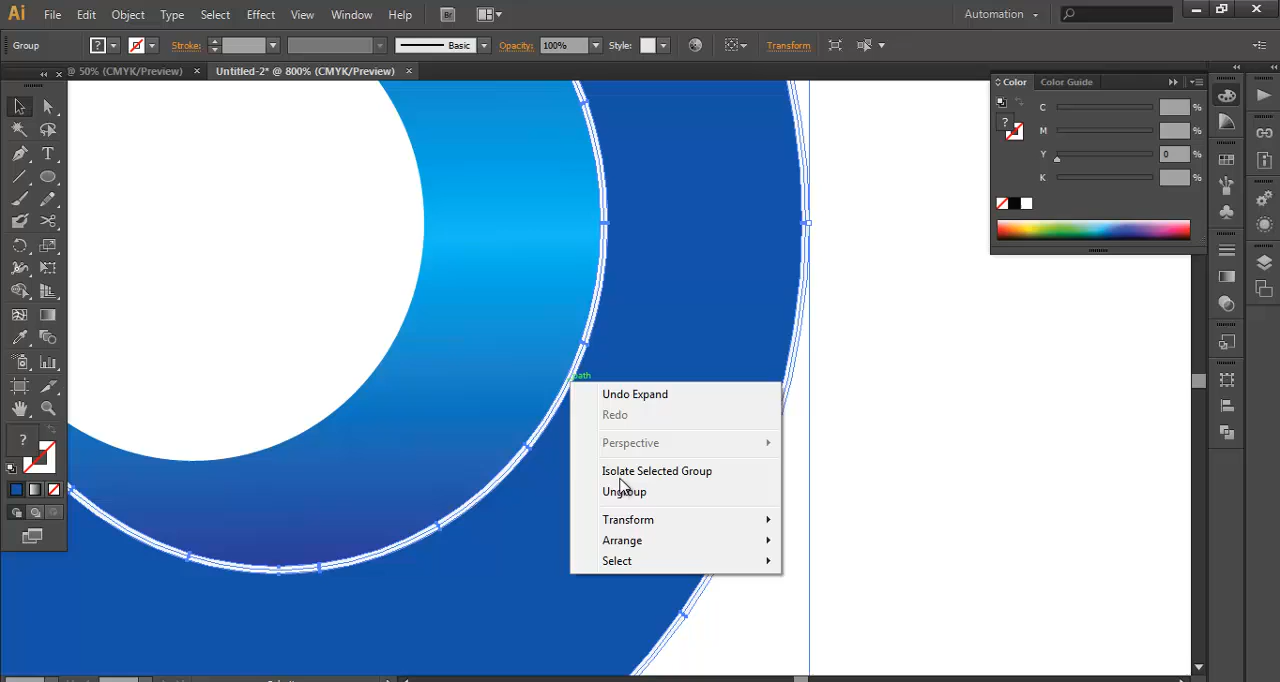 Ai File Edit Object Type Select Effect View Window Help Br Automation
Group ? Stroke: Basic Opacity: 100% Style: Transform
@ 50% (CMYK/Preview) × Untitled-2* @ 800% (CMYK/Preview) ×
Color Color Guide
C %
M %
Y 0 %
K %
?
T
path
Undo Expand
Redo
Perspective
Isolate Selected Group
Ungroup
Transform
Arrange
Select
?